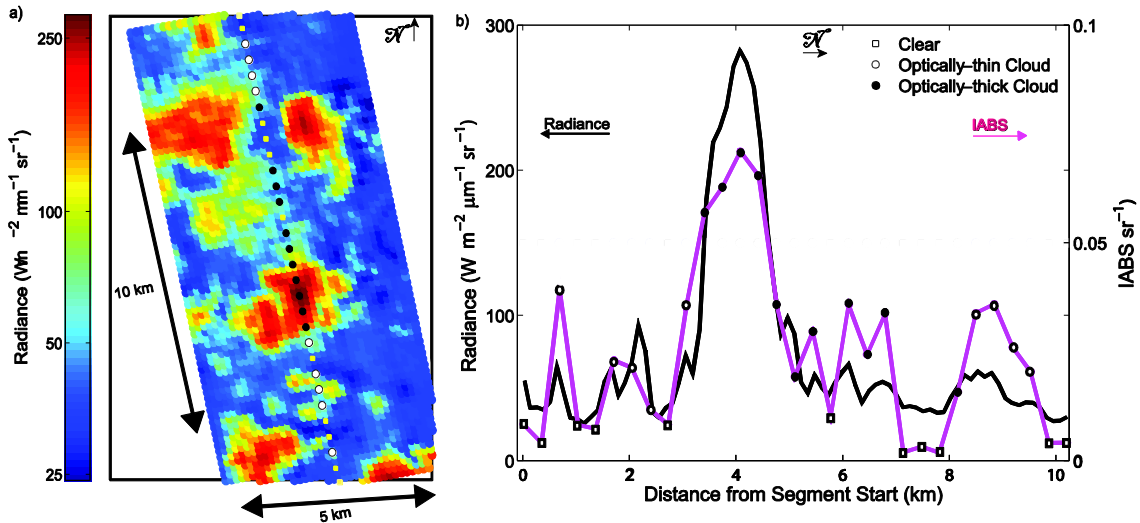 a)
250
100
50
25
Radiance (Wm⁻² mm⁻¹ sr⁻¹)
N
10 km
5 km
b)
300
200
100
0
Radiance (W m⁻² μm⁻¹ sr⁻¹)
Radiance
N
Clear
Optically–thin Cloud
Optically–thick Cloud
IABS
0.1
0.05
0
IABS sr⁻¹
0
2
4
6
8
10
Distance from Segment Start (km)